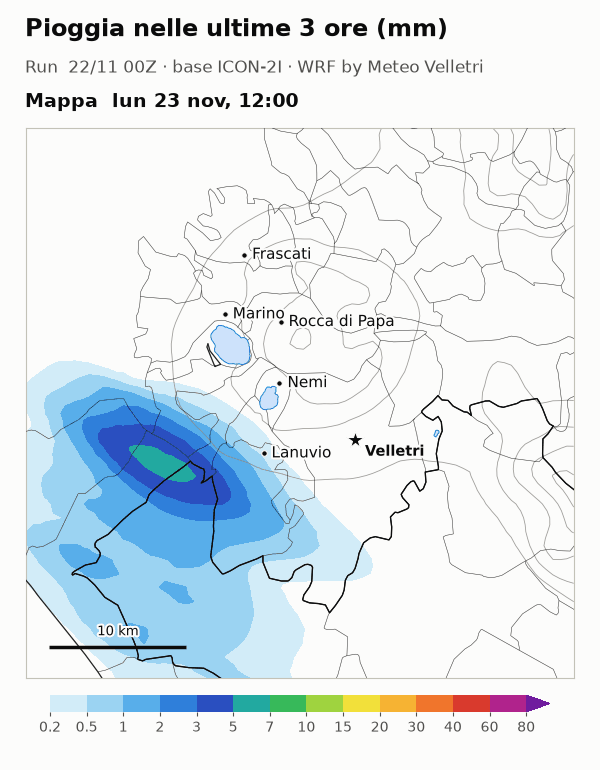 Pioggia nelle ultime 3 ore (mm)
Run  22/11 00Z · base ICON-2I · WRF by Meteo Velletri
Mappa  lun 23 nov, 12:00
Frascati
Marino
Rocca di Papa
Nemi
Velletri
Lanuvio
10 km
0.2 0.5 1 2 3 5 7 10 15 20 30 40 60 80